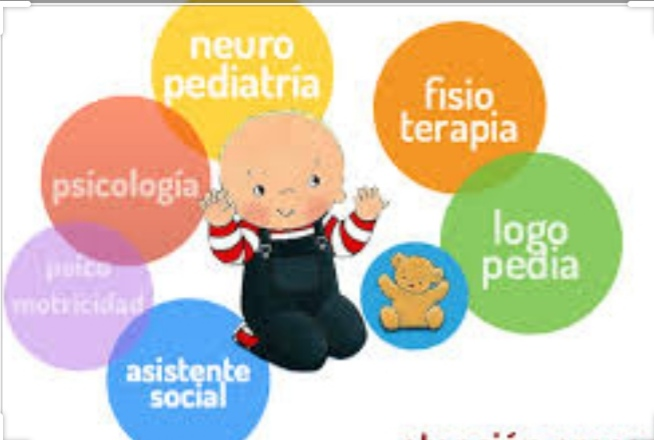 neuro
pediatría
fisio
terapia
psicología
logo
pedia
psico
motricidad
asistente
social